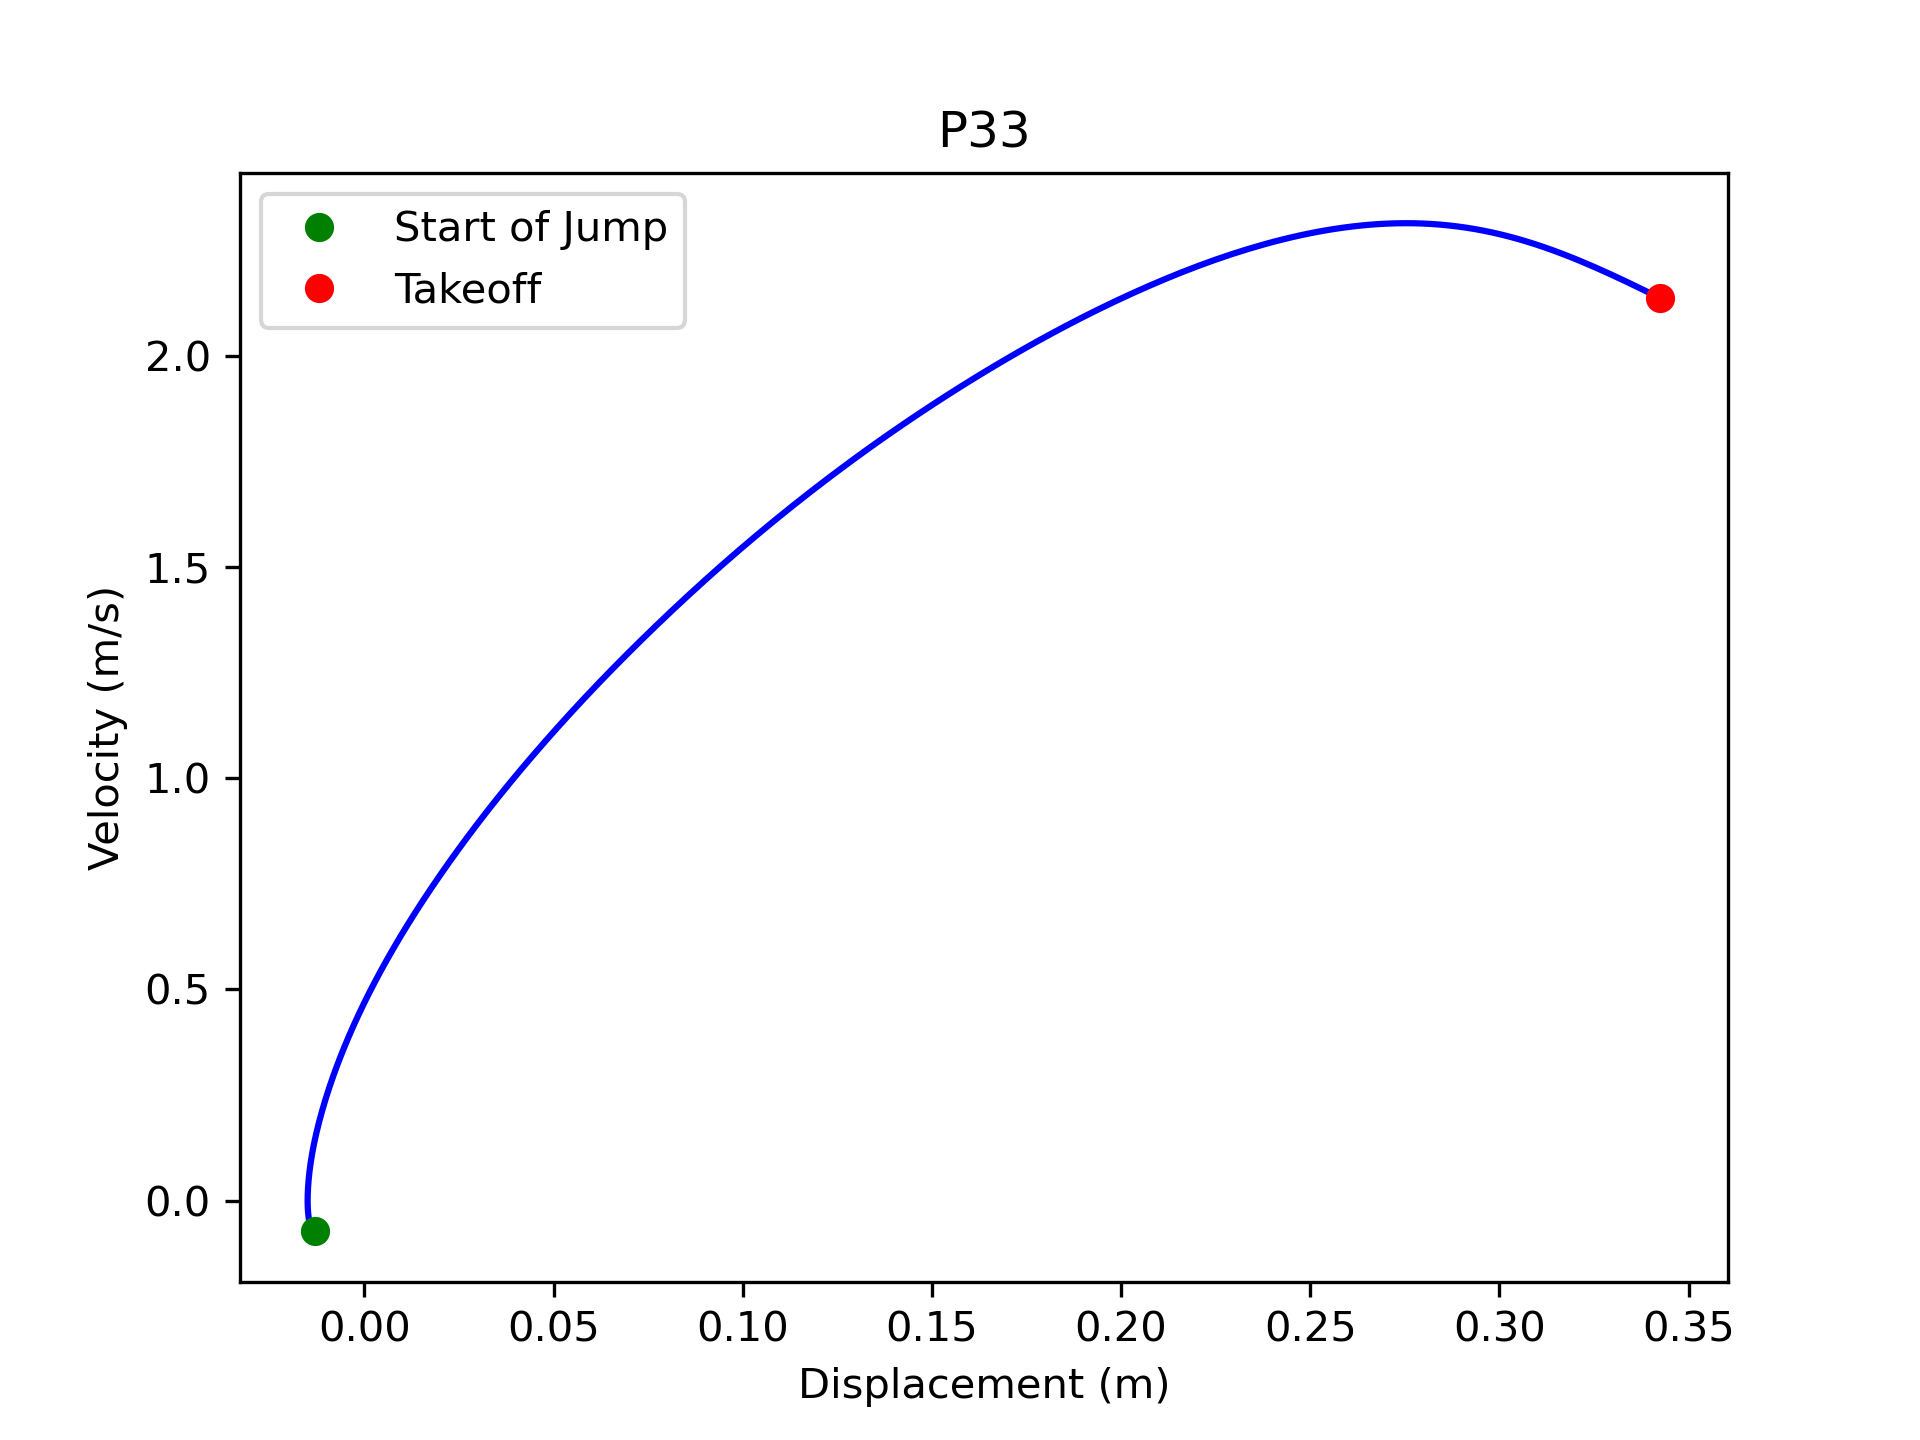 P33
Start of Jump
Takeoff
2.0
1.5
1.0
0.5
0.0
Velocity (m/s)
0.00 0.05 0.10 0.15 0.20 0.25 0.30 0.35
Displacement (m)